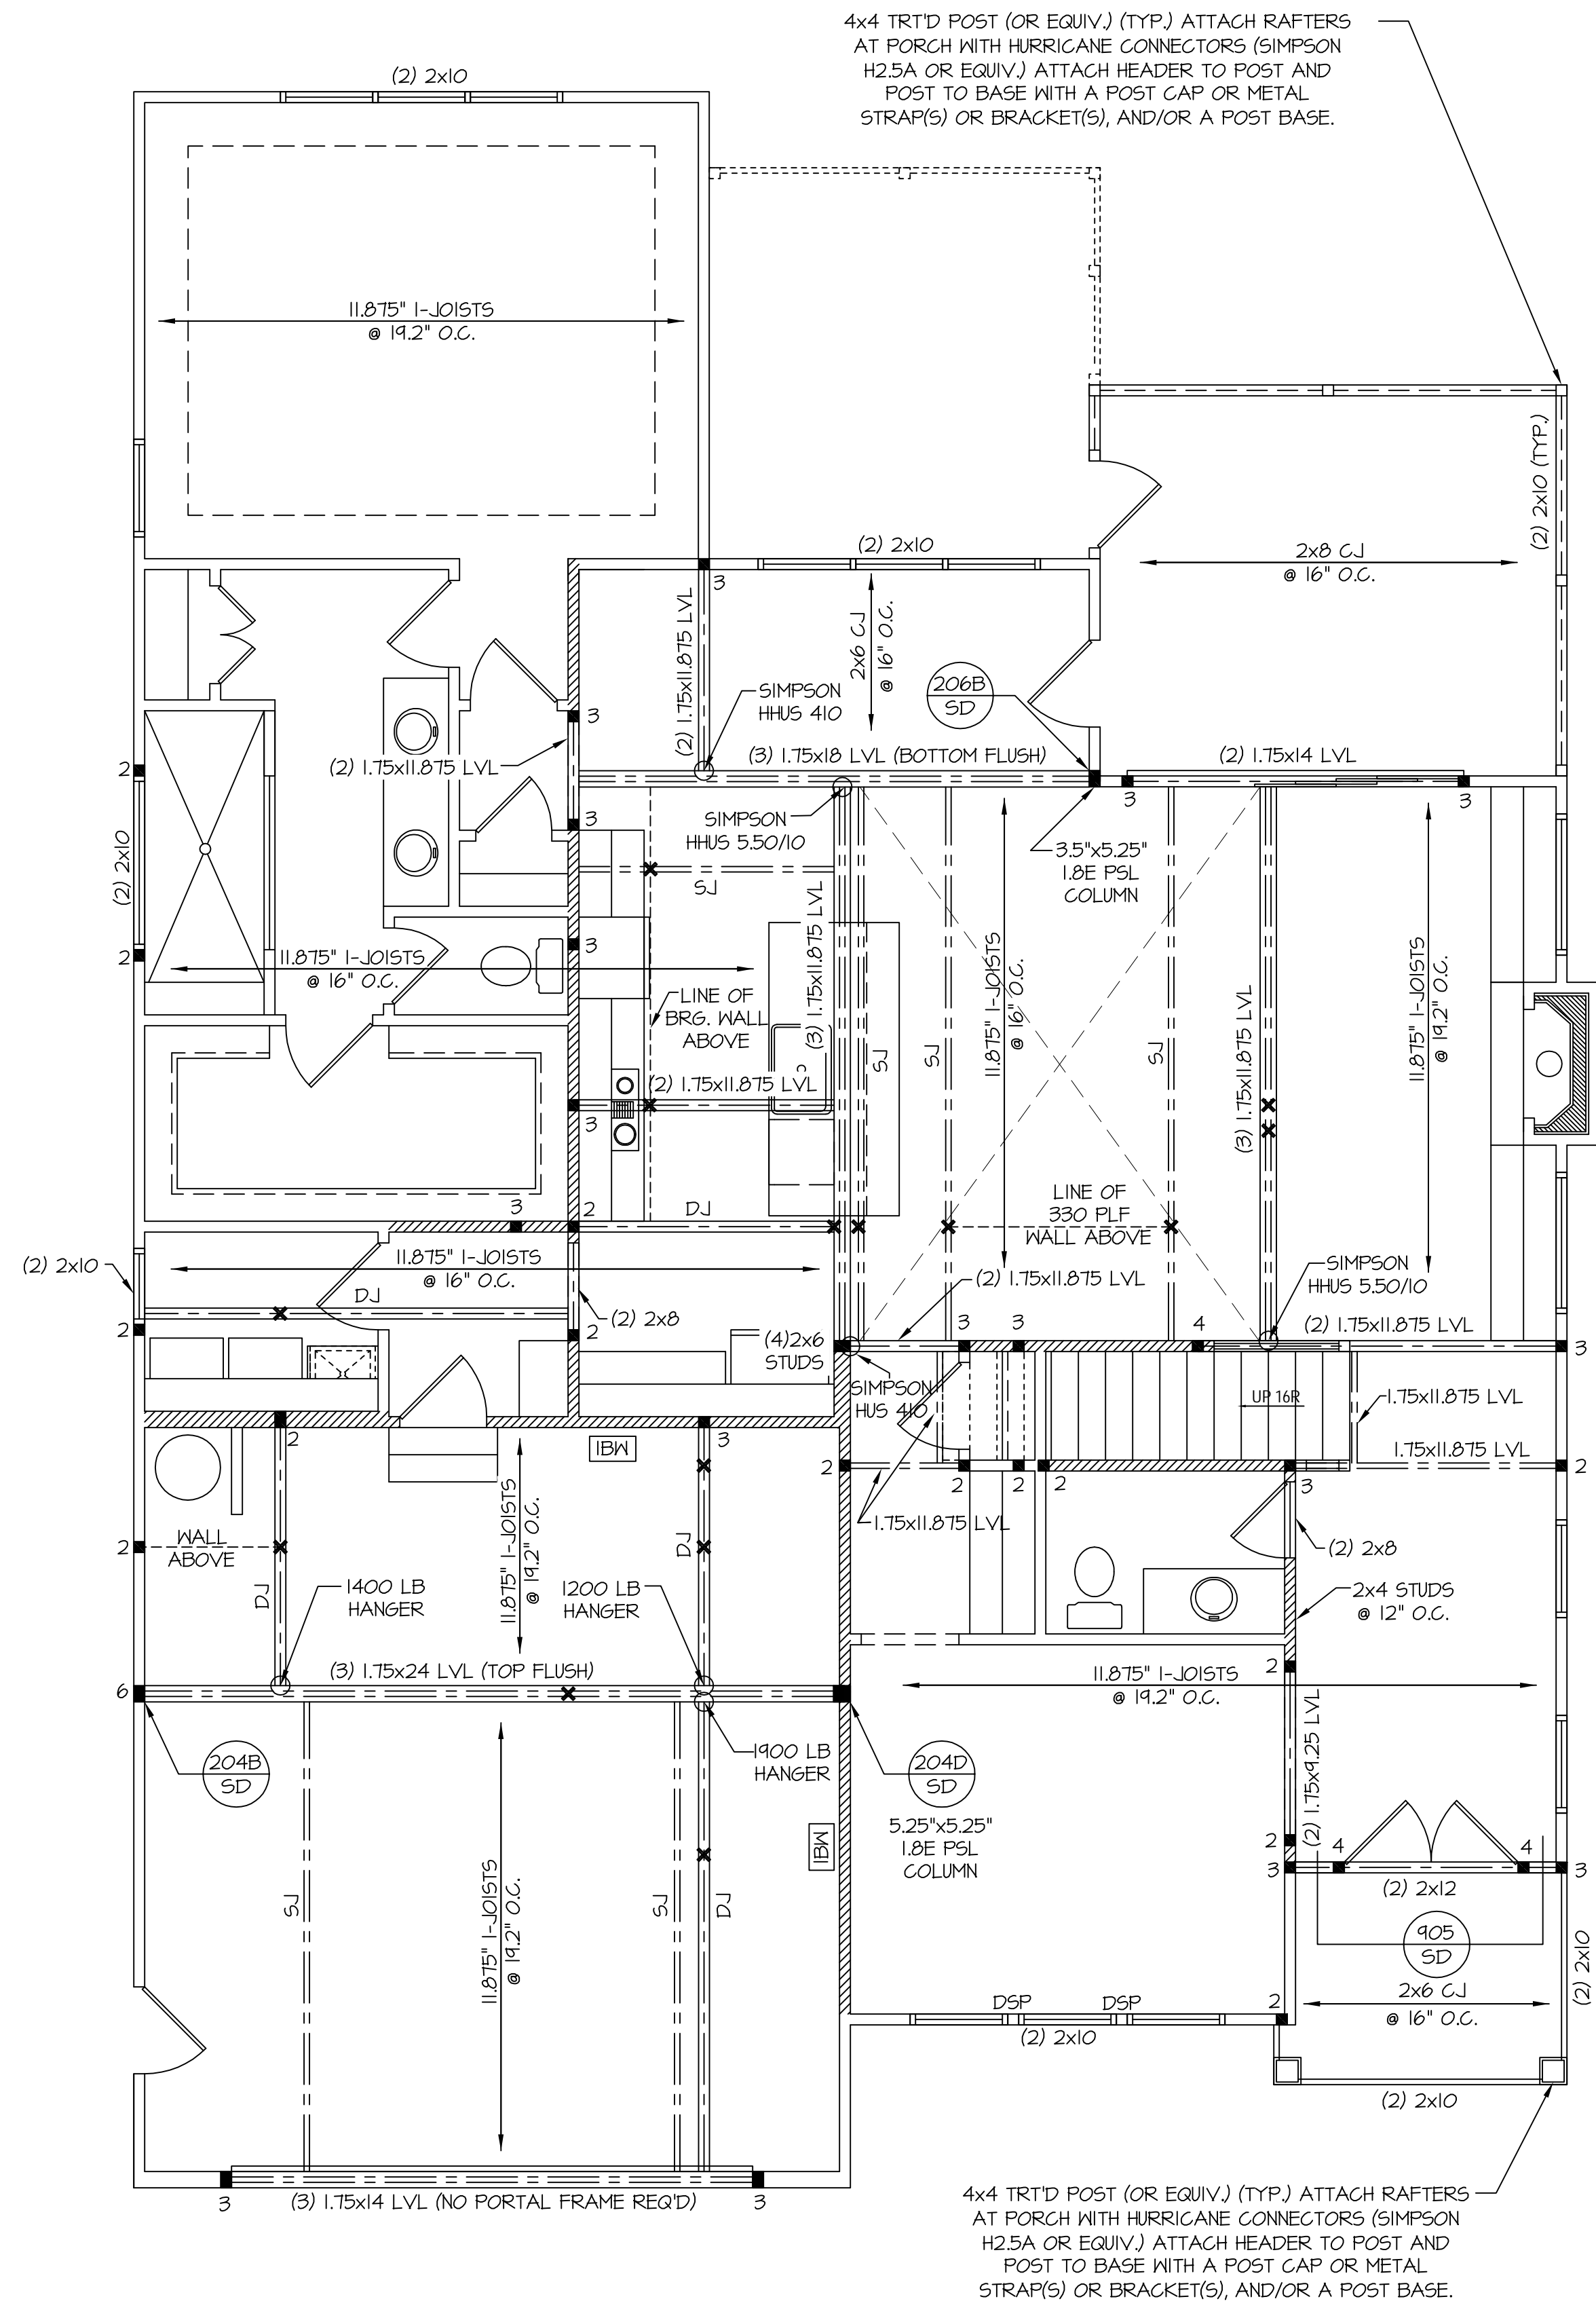 4x4 TRT'D POST (OR EQUIV.) (TYP.) ATTACH RAFTERS
AT PORCH WITH HURRICANE CONNECTORS (SIMPSON
H2.5A OR EQUIV.) ATTACH HEADER TO POST AND
POST TO BASE WITH A POST CAP OR METAL
STRAP(S) OR BRACKET(S), AND/OR A POST BASE.
(2) 2x10
11.875" I-JOISTS
@ 19.2" O.C.
(2) 2x10 (TYP.)
(2) 2x10
2x8 CJ
@ 16" O.C.
3
(2) 1.75x11.875 LVL
2x6 CJ
@ 16" O.C.
SIMPSON
HHUS 410
206B
SD
3
(2) 1.75x11.875 LVL
(3) 1.75x18 LVL (BOTTOM FLUSH)
(2) 1.75x14 LVL
2
3
3
3
SIMPSON
HHUS 5.50/10
3.5"x5.25"
1.8E PSL
COLUMN
(2) 2x10
SJ
(3) 1.75x11.875 LVL
2
3
11.875" I-JOISTS
@ 16" O.C.
LINE OF
BRG. WALL
ABOVE
SJ
SJ
11.875" I-JOISTS
@ 16" O.C.
SJ
(3) 1.75x11.875 LVL
11.875" I-JOISTS
@ 19.2" O.C.
(2) 1.75x11.875 LVL
3
3
2
DJ
LINE OF
330 PLF
WALL ABOVE
(2) 2x10
11.875" I-JOISTS
@ 16" O.C.
DJ
(2) 1.75x11.875 LVL
SIMPSON
HHUS 5.50/10
2
(2) 2x8
2
(4)2x6
STUDS
3
3
4
(2) 1.75x11.875 LVL
3
SIMPSON
HUS 410
UP 16R
1.75x11.875 LVL
2
3
1.75x11.875 LVL
IBW
2
2
2
2
3
2
1.75x11.875 LVL
2
WALL
ABOVE
11.875" I-JOISTS
@ 19.2" O.C.
DJ
(2) 2x8
DJ
1400 LB
HANGER
1200 LB
HANGER
2x4 STUDS
@ 12" O.C.
(3) 1.75x24 LVL (TOP FLUSH)
11.875" I-JOISTS
@ 19.2" O.C.
2
6
204B
SD
1900 LB
HANGER
204D
SD
(2) 1.75x9.25 LVL
5.25"x5.25"
1.8E PSL
COLUMN
IBW
2
3
4
4
3
(2) 2x12
SJ
11.875" I-JOISTS
@ 19.2" O.C.
SJ
DJ
905
SD
(2) 2x10
2x6 CJ
@ 16" O.C.
DSP
DSP
2
(2) 2x10
(2) 2x10
3
(3) 1.75x14 LVL (NO PORTAL FRAME REQ'D)
3
4x4 TRT'D POST (OR EQUIV.) (TYP.) ATTACH RAFTERS
AT PORCH WITH HURRICANE CONNECTORS (SIMPSON
H2.5A OR EQUIV.) ATTACH HEADER TO POST AND
POST TO BASE WITH A POST CAP OR METAL
STRAP(S) OR BRACKET(S), AND/OR A POST BASE.